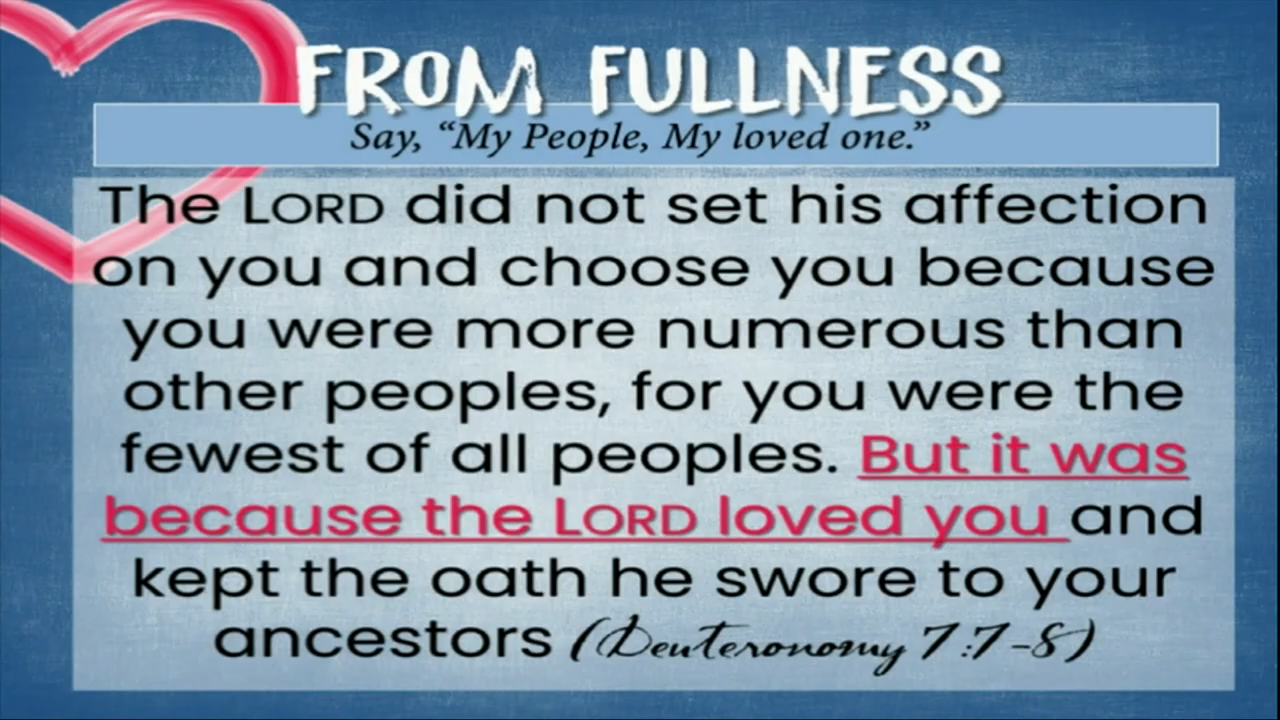 FROM FULLNESS
Say, “My People, My loved one.”
The LORD did not set his affection
on you and choose you because
you were more numerous than
other peoples, for you were the
fewest of all peoples. But it was
because the LORD loved you and
kept the oath he swore to your
ancestors (Deuteronomy 7:7-8)